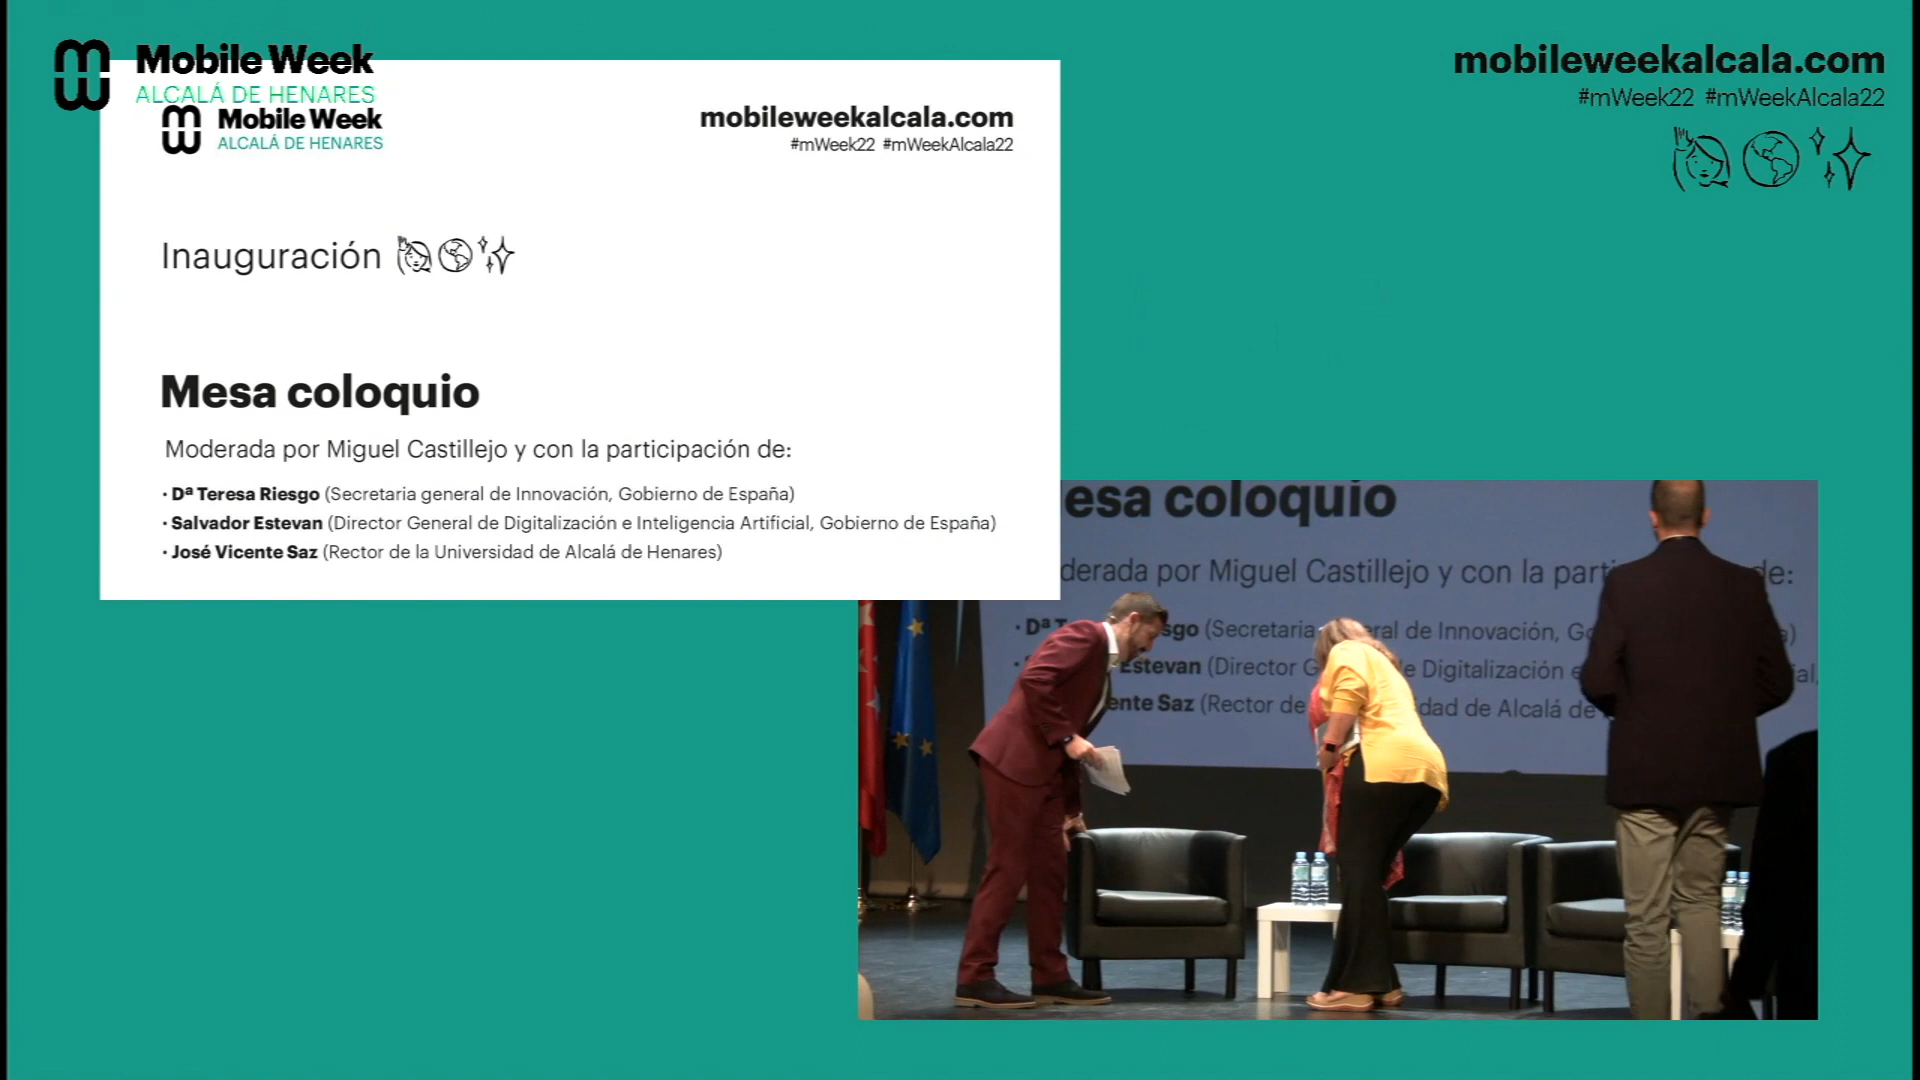 Mobile Week
ALCALÁ DE HENARES
mobileweekalcala.com
#mWeek22 #mWeekAlcala22
Mobile Week
ALCALÁ DE HENARES
mobileweekalcala.com
#mWeek22 #mWeekAlcala22
Inauguración
Mesa coloquio
Moderada por Miguel Castillejo y con la participación de:
· Dª Teresa Riesgo (Secretaria general de Innovación, Gobierno de España)
· Salvador Estevan (Director General de Digitalización e Inteligencia Artificial, Gobierno de España)
· José Vicente Saz (Rector de la Universidad de Alcalá de Henares)
esa coloquio
derada por Miguel Castillejo y con la parti de:
· Dª T sgo (Secretaria ral de Innovación, Go a)
Estevan (Director G e Digitalización e ial,
ente Saz (Rector de dad de Alcalá de